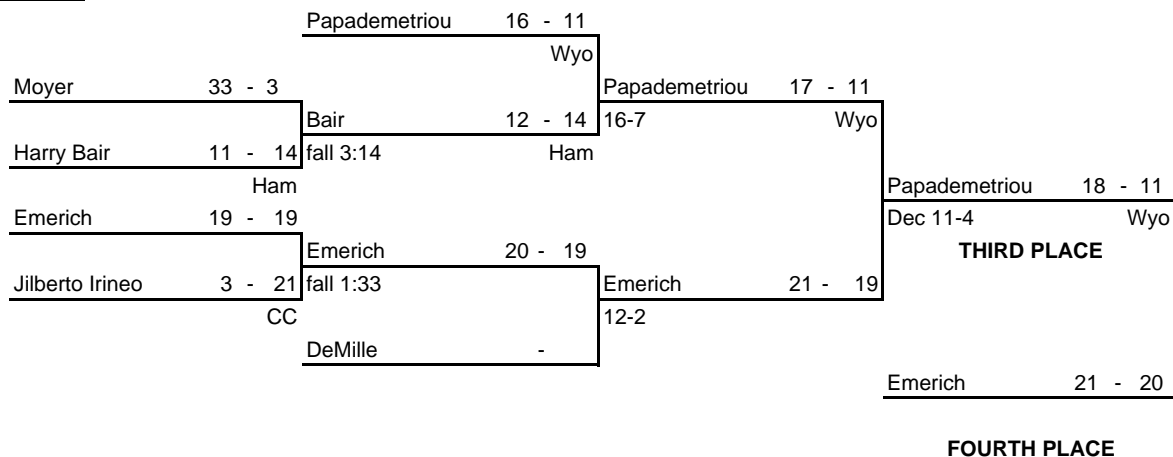 Papademetriou 16 - 11
Wyo
Moyer 33 - 3
Papademetriou 17 - 11
Bair 12 - 14
16-7
Wyo
Harry Bair 11 - 14
fall 3:14
Ham
Ham
Papademetriou 18 - 11
Emerich 19 - 19
Dec 11-4
Wyo
Emerich 20 - 19
THIRD PLACE
Jilberto Irineo 3 - 21
fall 1:33
Emerich 21 - 19
CC
12-2
DeMille -
Emerich 21 - 20
FOURTH PLACE